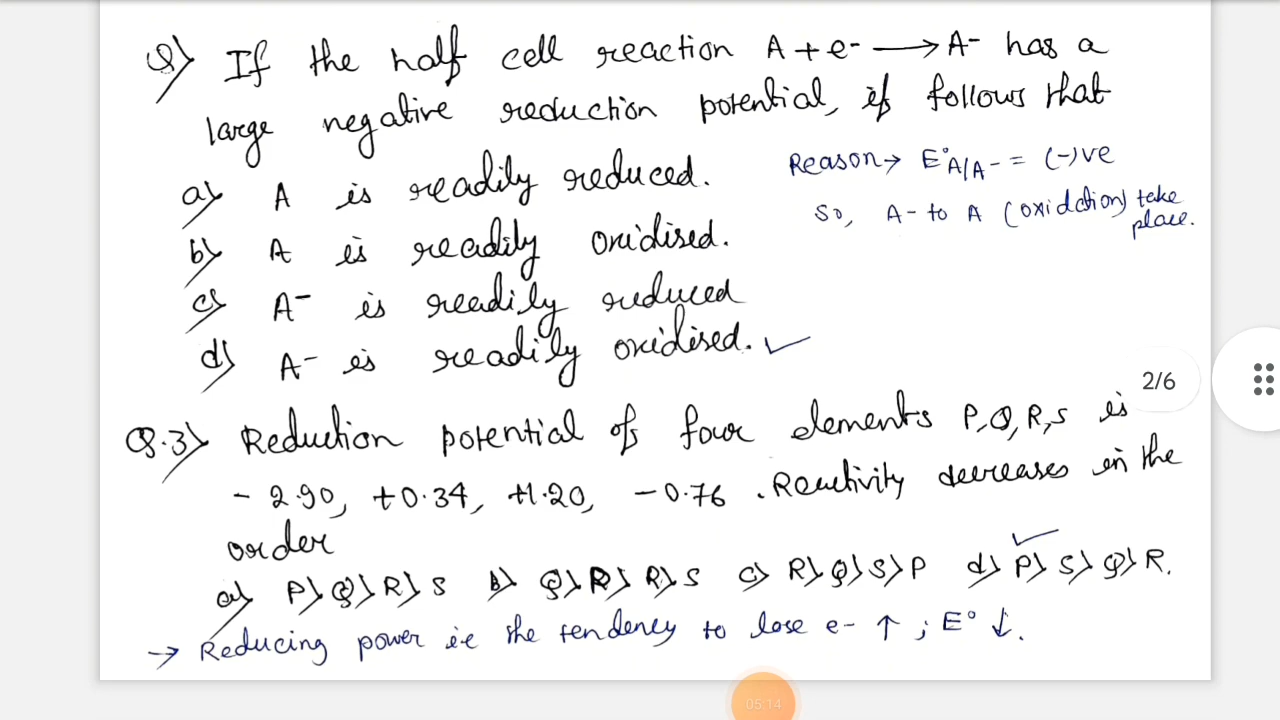 Q) If the half cell reaction A + e- → A- has a
large negative reduction potential, it follows that
a) A is readily reduced.
Reason → E°A/A- = (-)ve
So, A- to A (oxidation) take place.
b) A is readily oxidised.
c) A- is readily reduced
d) A- is readily oxidised. ✓
2/6
Q.3) Reduction potential of four elements P, Q, R, S is
- 2.90, +0.34, +1.20, -0.76 . Reactivity decreases in the
order
a) P>Q>R>S b) Q>P>R>S c) R>Q>S>P d) P>S>Q>R. ✓
→ Reducing power i.e the tendency to lose e- ↑ ; E° ↓.
05:14